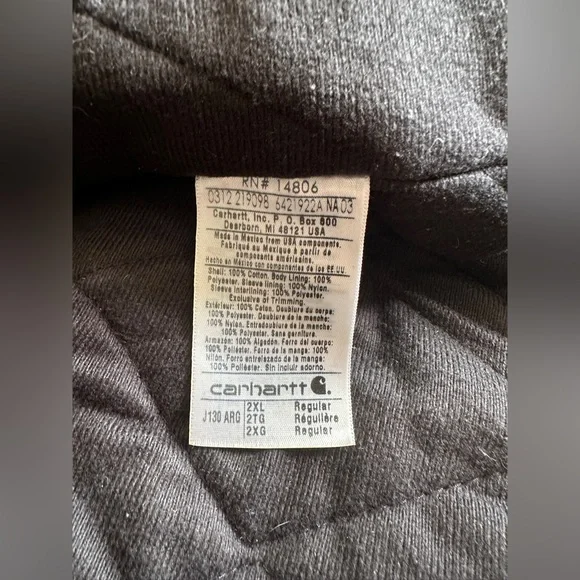 RN# 14806
0312 219098 6421922A NA 03
Carhartt, Inc. P. O. Box 600
Dearborn, MI 48121 USA
Made in Mexico from USA components.
Fabriqué au Mexique à partir de
composants américains.
Hecho en México con componentes de los EE.UU.
Shell: 100% Cotton. Body Lining: 100%
Polyester. Sleeve lining: 100% Nylon.
Sleeve interlining: 100% Polyester.
Exclusive of Trimming.
Extérieur: 100% Coton. Doublure du corps:
100% Polyester. Doublure de la manche:
100% Nylon. Entredoublure de la manche:
100% Polyester. Sans garniture.
Armazón: 100% Algodón. Forro del cuerpo:
100% Poliéster. Forro de la manga: 100%
Nilón. Forro entrelazado de la manga:
100% Poliéster. Sin incluir adorno.
carhartt
J130 ARG 2XL Regular
2TG Régulière
2XG Regular